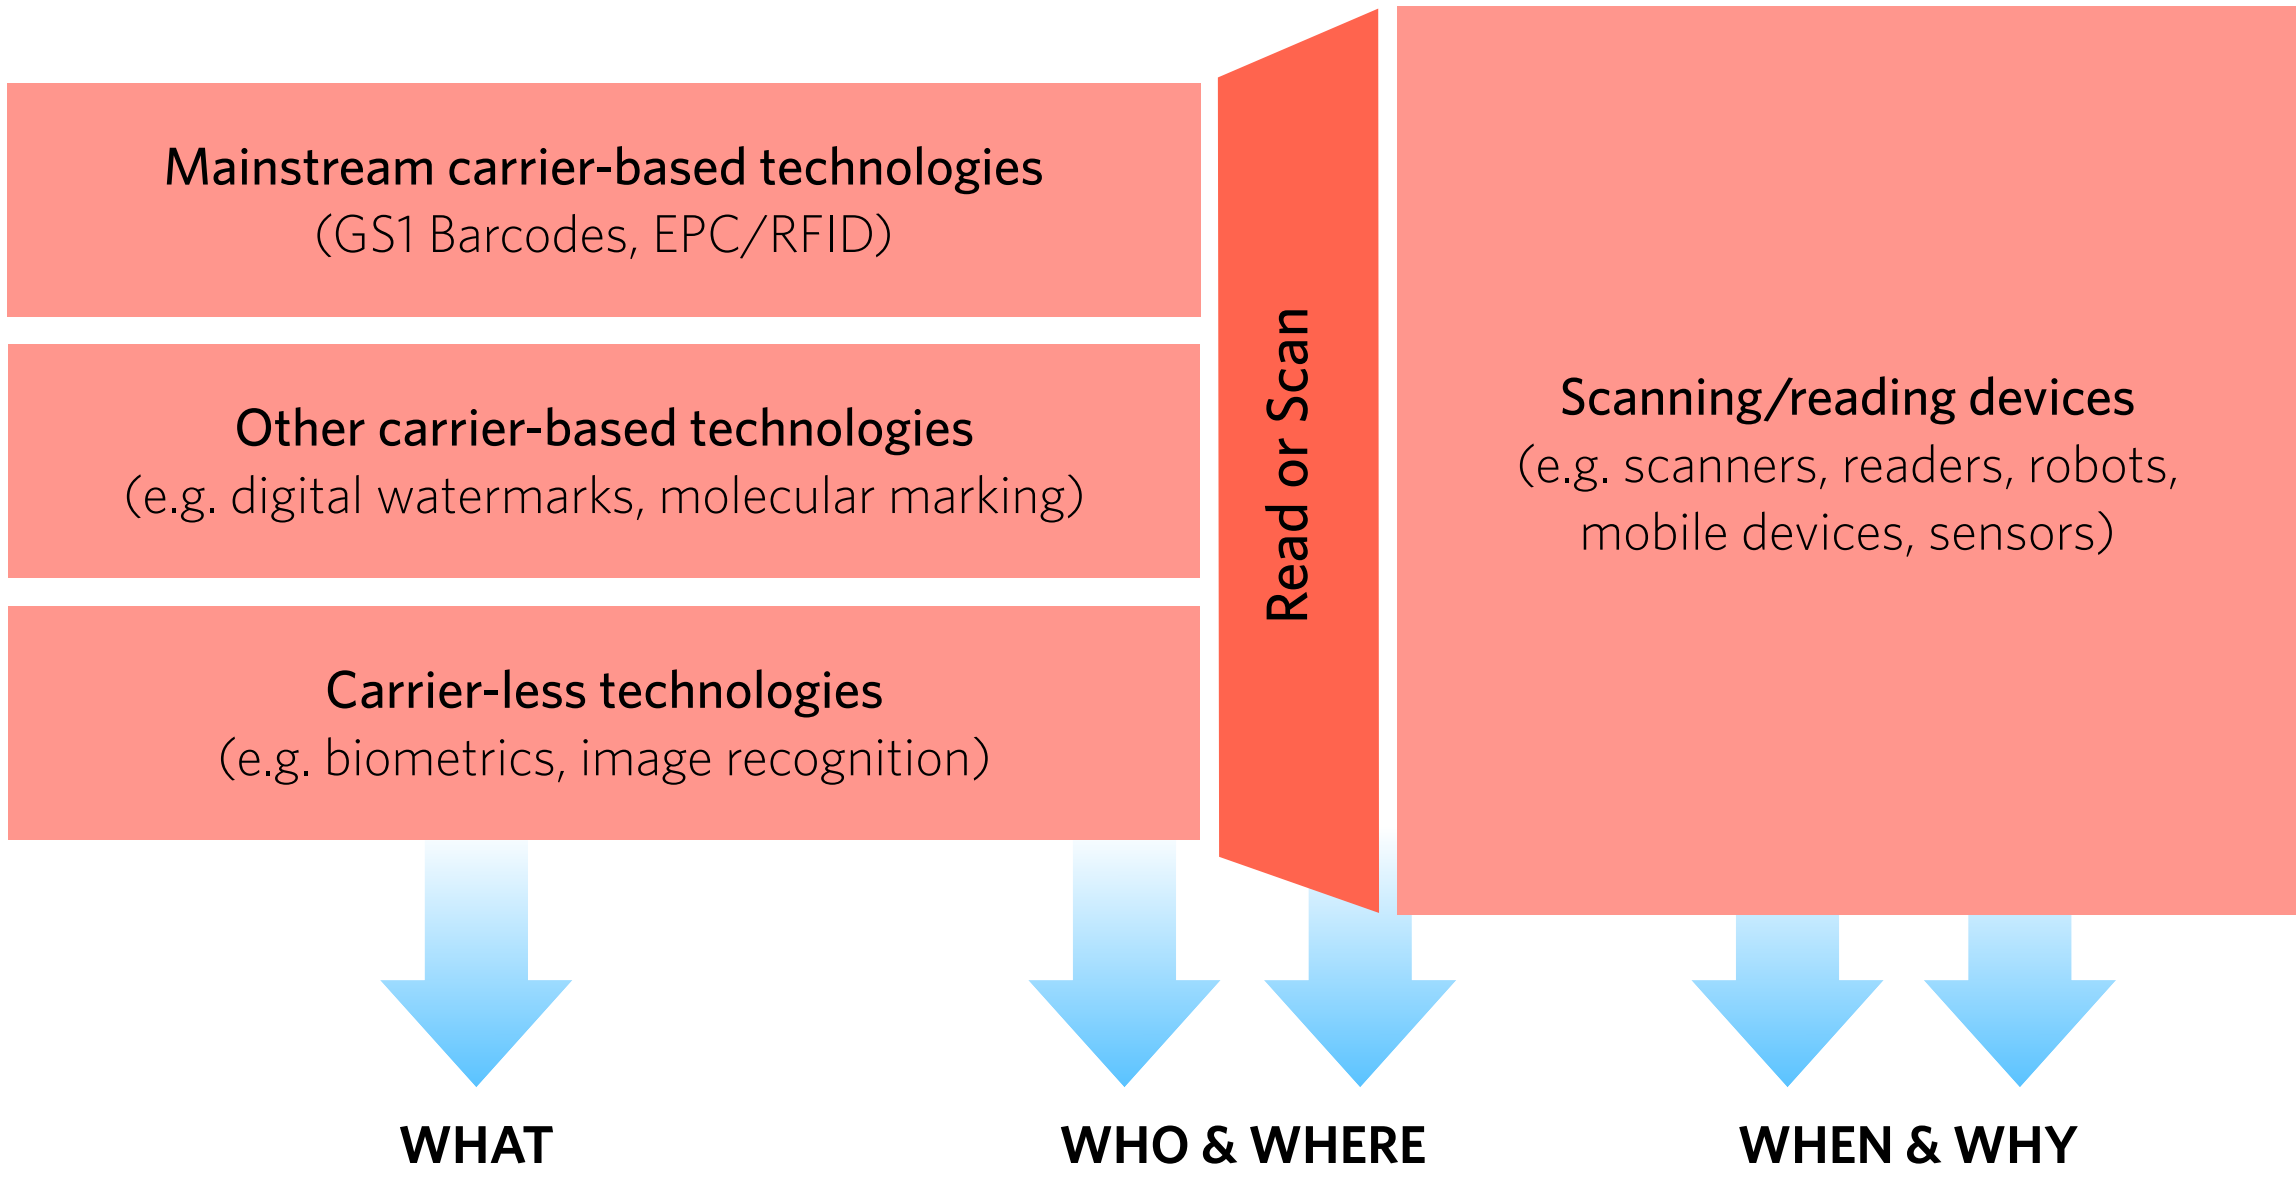 Mainstream carrier-based technologies
(GS1 Barcodes, EPC/RFID)
Other carrier-based technologies
(e.g. digital watermarks, molecular marking)
Carrier-less technologies
(e.g. biometrics, image recognition)
Read or Scan
Scanning/reading devices
(e.g. scanners, readers, robots,
mobile devices, sensors)
WHAT
WHO & WHERE
WHEN & WHY